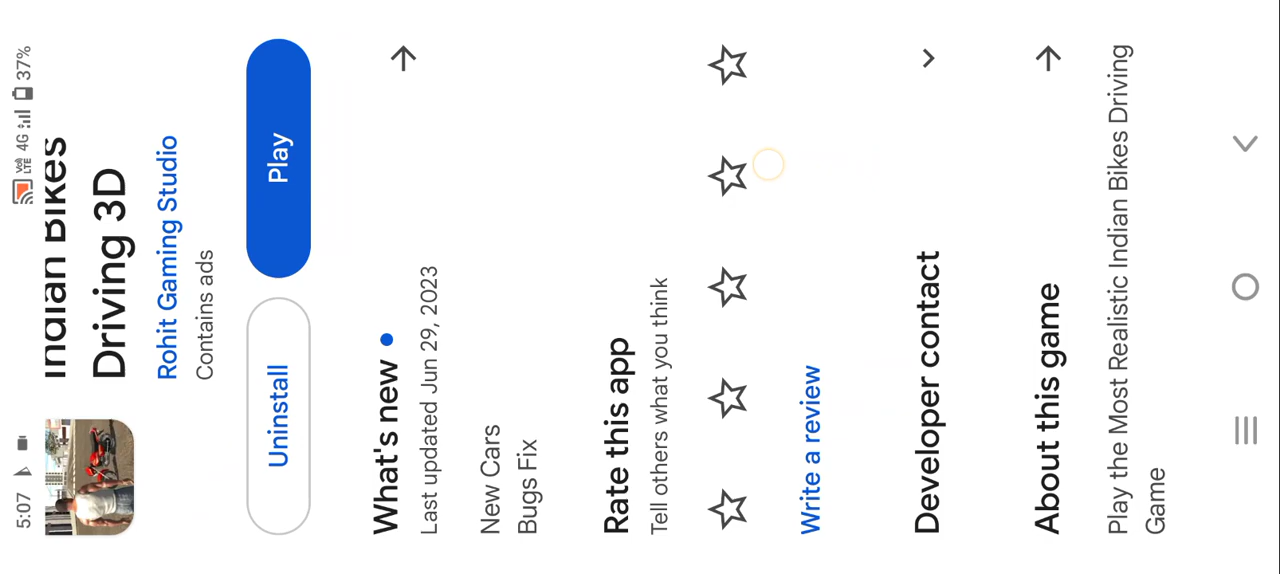 5:07 VoLTE 4G 37%
Indian Bikes
Driving 3D
Rohit Gaming Studio
Contains ads
Uninstall
Play
What's new
Last updated Jun 29, 2023
New Cars
Bugs Fix
Rate this app
Tell others what you think
Write a review
Developer contact
About this game
Play the Most Realistic Indian Bikes Driving
Game